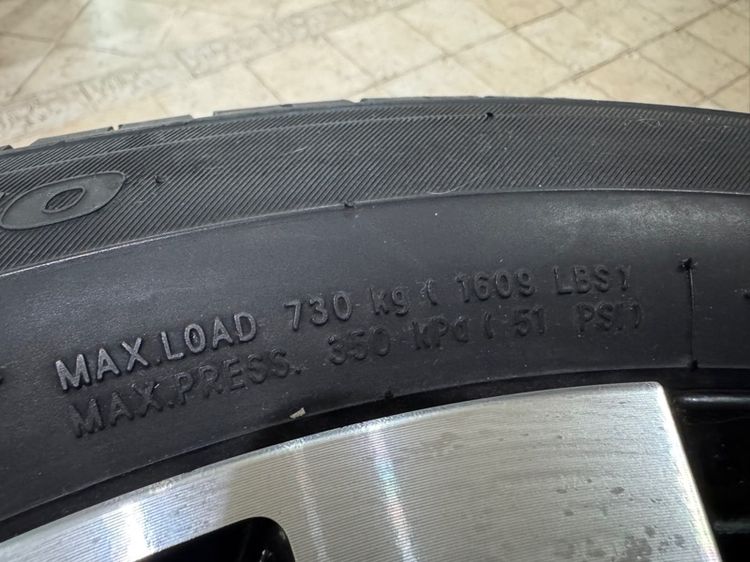 MAX.LOAD 730 kg ( 1609 LBS)
MAX.PRESS. 350 kPa ( 51 PSI)